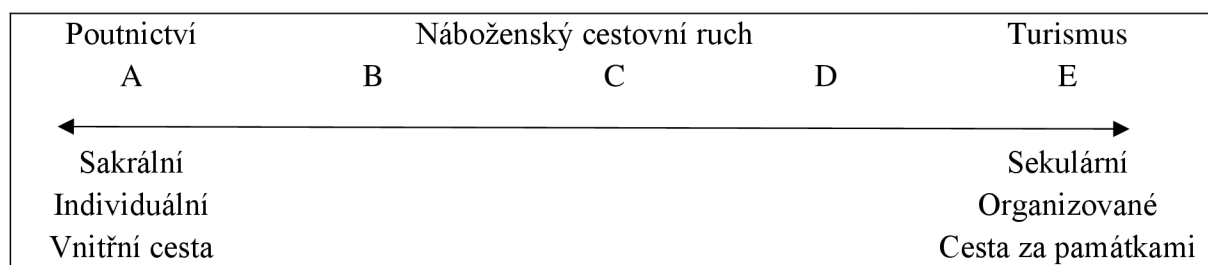 Poutnictví Náboženský cestovní ruch Turismus
A B C D E
Sakrální Sekulární
Individuální Organizované
Vnitřní cesta Cesta za památkami